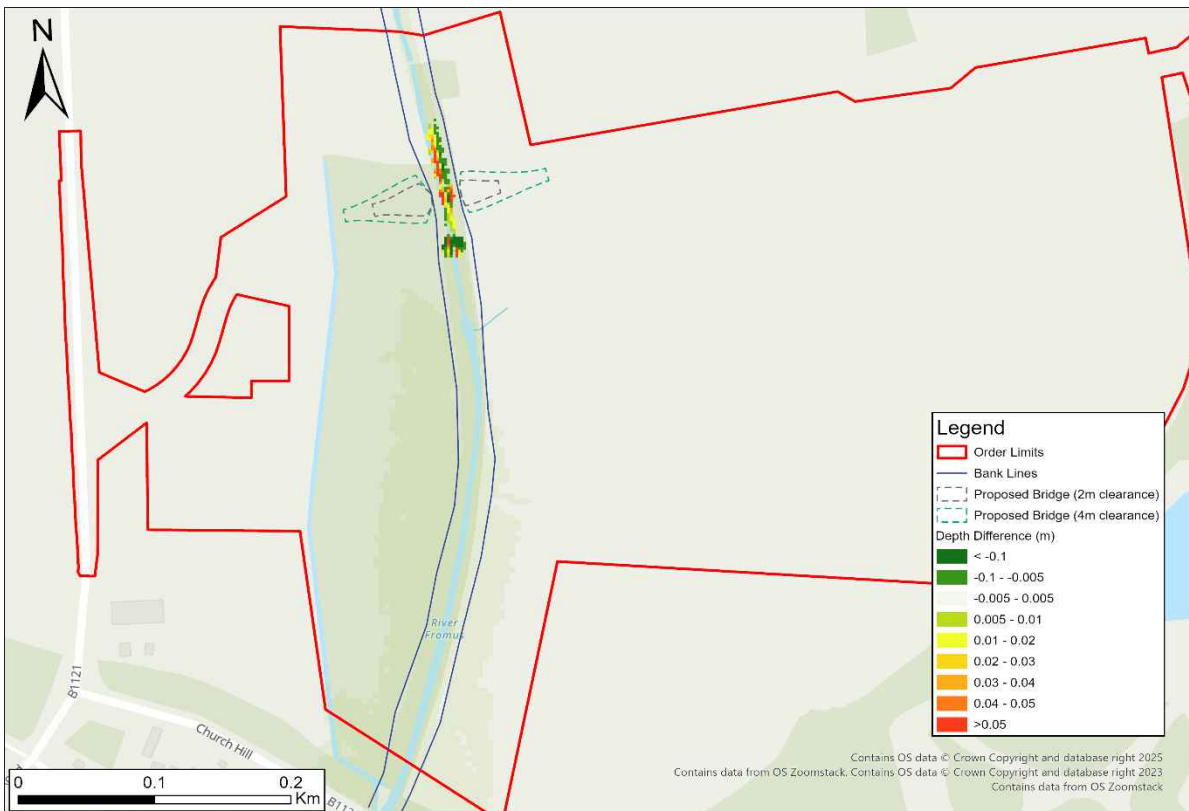 N
River
Fromus
B1121
Church Hill
Legend
Order Limits
Bank Lines
Proposed Bridge (2m clearance)
Proposed Bridge (4m clearance)
Depth Difference (m)
< -0.1
-0.1 - -0.005
-0.005 - 0.005
0.005 - 0.01
0.01 - 0.02
0.02 - 0.03
0.03 - 0.04
0.04 - 0.05
>0.05
0 0.1 0.2
Km
Contains OS data © Crown Copyright and database right 2025
Contains data from OS Zoomstack. Contains OS data © Crown Copyright and database right 2023
Contains data from OS Zoomstack